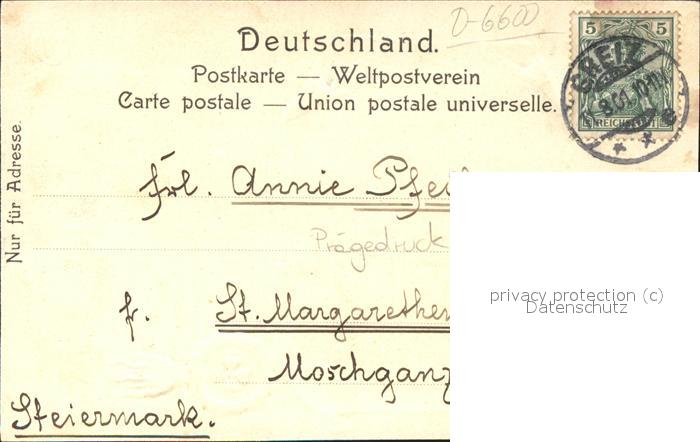 D-6600
Deutschland.
Postkarte — Weltpostverein
Carte postale — Union postale universelle.
5 5
GREIZ
REICHSPOST
Nur für Adresse.
Frl. Annie
Prägedruck
fr. St. Margarethen
Moschganz
Steiermark.
privacy protection (c)
Datenschutz